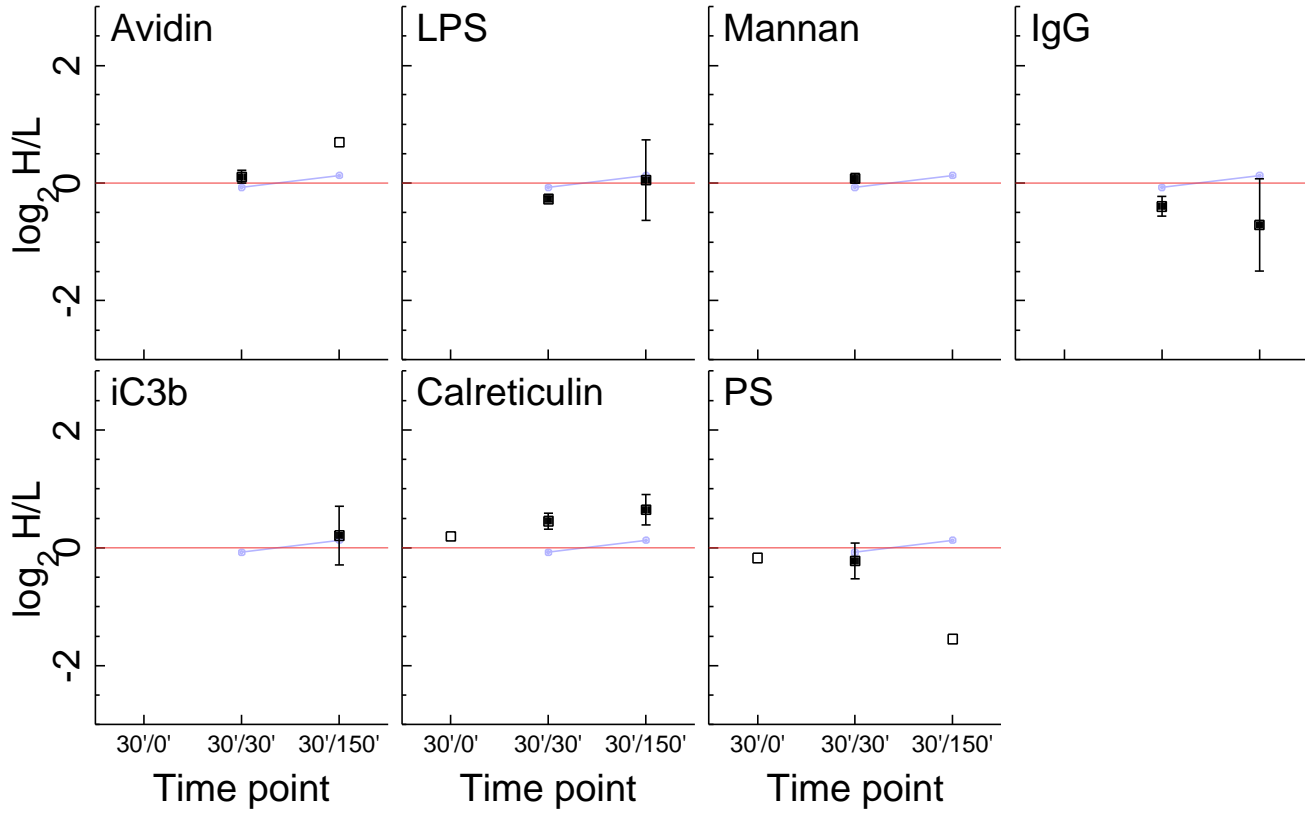 Avidin LPS Mannan IgG
2
0
-2
log2 H/L
iC3b Calreticulin PS
2
0
-2
log2 H/L
30'/0' 30'/30' 30'/150' 30'/0' 30'/30' 30'/150' 30'/0' 30'/30' 30'/150'
Time point Time point Time point